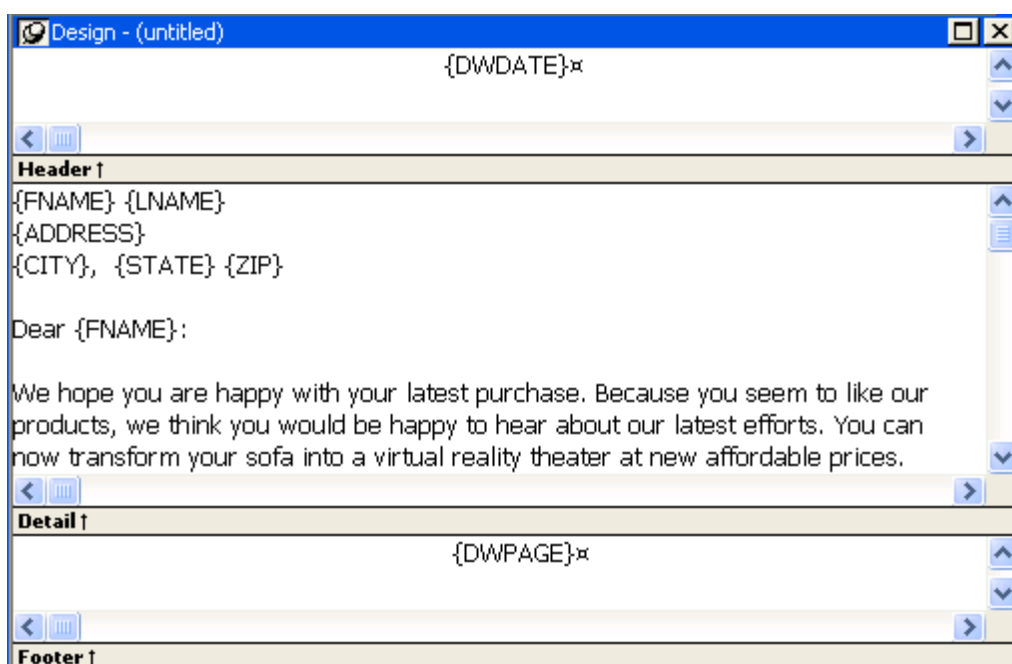 Design - (untitled)
{DWDATE}¤
Header ↑
{FNAME} {LNAME}
{ADDRESS}
{CITY},  {STATE} {ZIP}
Dear {FNAME}:
We hope you are happy with your latest purchase. Because you seem to like our
products, we think you would be happy to hear about our latest efforts. You can
now transform your sofa into a virtual reality theater at new affordable prices.
Detail ↑
{DWPAGE}¤
Footer ↑